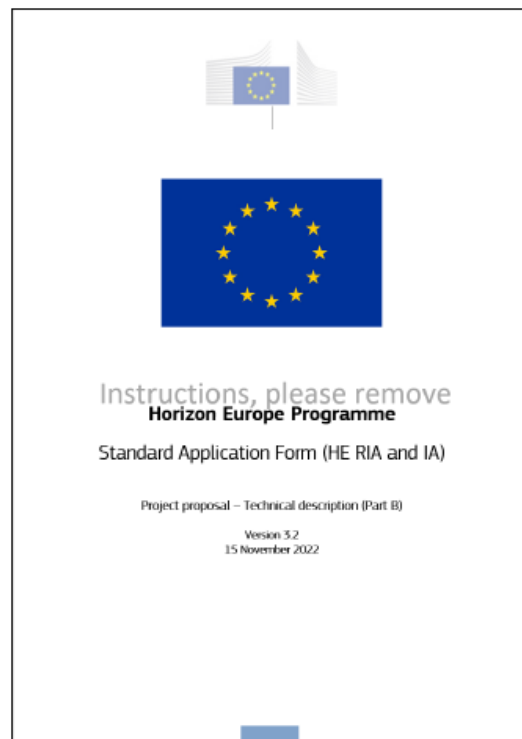 Instructions, please remove
Horizon Europe Programme
Standard Application Form (HE RIA and IA)
Project proposal – Technical description (Part B)
Version 3.2
15 November 2022